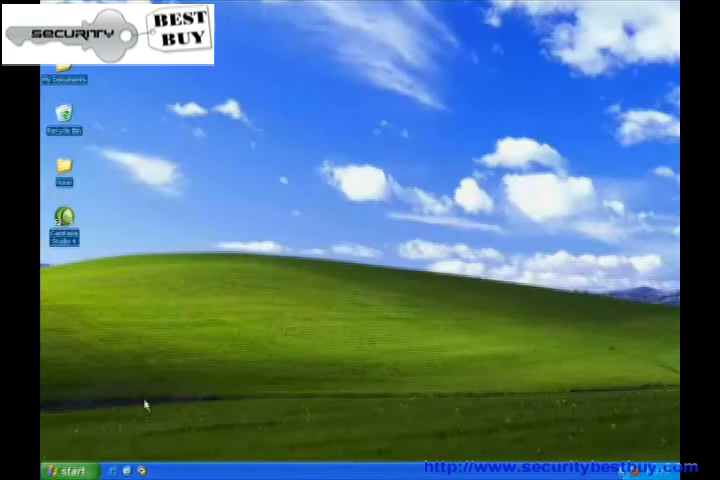 SECURITY
BEST
BUY
My Documents
Recycle Bin
Camtasia
Studio 4
start
http://www.securitybestbuy.com